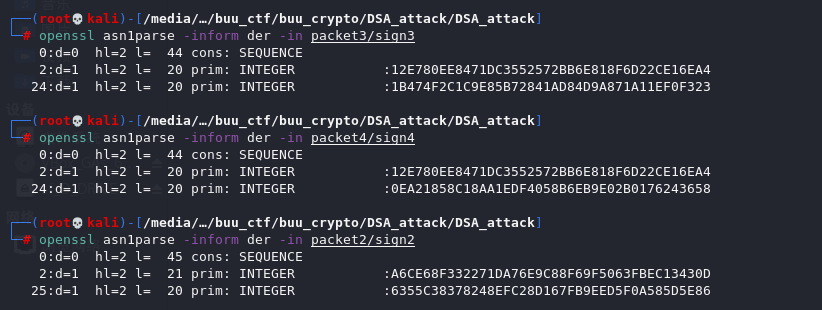 ┌──(root💀kali)-[/media/…/buu_ctf/buu_crypto/DSA_attack/DSA_attack]
└─# openssl asn1parse -inform der -in packet3/sign3
0:d=0 hl=2 l= 44 cons: SEQUENCE
2:d=1 hl=2 l= 20 prim: INTEGER :12E780EE8471DC3552572BB6E818F6D22CE16EA4
24:d=1 hl=2 l= 20 prim: INTEGER :1B474F2C1C9E85B72841AD84D9A871A11EF0F323
┌──(root💀kali)-[/media/…/buu_ctf/buu_crypto/DSA_attack/DSA_attack]
└─# openssl asn1parse -inform der -in packet4/sign4
0:d=0 hl=2 l= 44 cons: SEQUENCE
2:d=1 hl=2 l= 20 prim: INTEGER :12E780EE8471DC3552572BB6E818F6D22CE16EA4
24:d=1 hl=2 l= 20 prim: INTEGER :0EA21858C18AA1EDF4058B6EB9E02B0176243658
┌──(root💀kali)-[/media/…/buu_ctf/buu_crypto/DSA_attack/DSA_attack]
└─# openssl asn1parse -inform der -in packet2/sign2
0:d=0 hl=2 l= 45 cons: SEQUENCE
2:d=1 hl=2 l= 21 prim: INTEGER :A6CE68F332271DA76E9C88F69F5063FBEC13430D
25:d=1 hl=2 l= 20 prim: INTEGER :6355C38378248EFC28D167FB9EED5F0A585D5E86